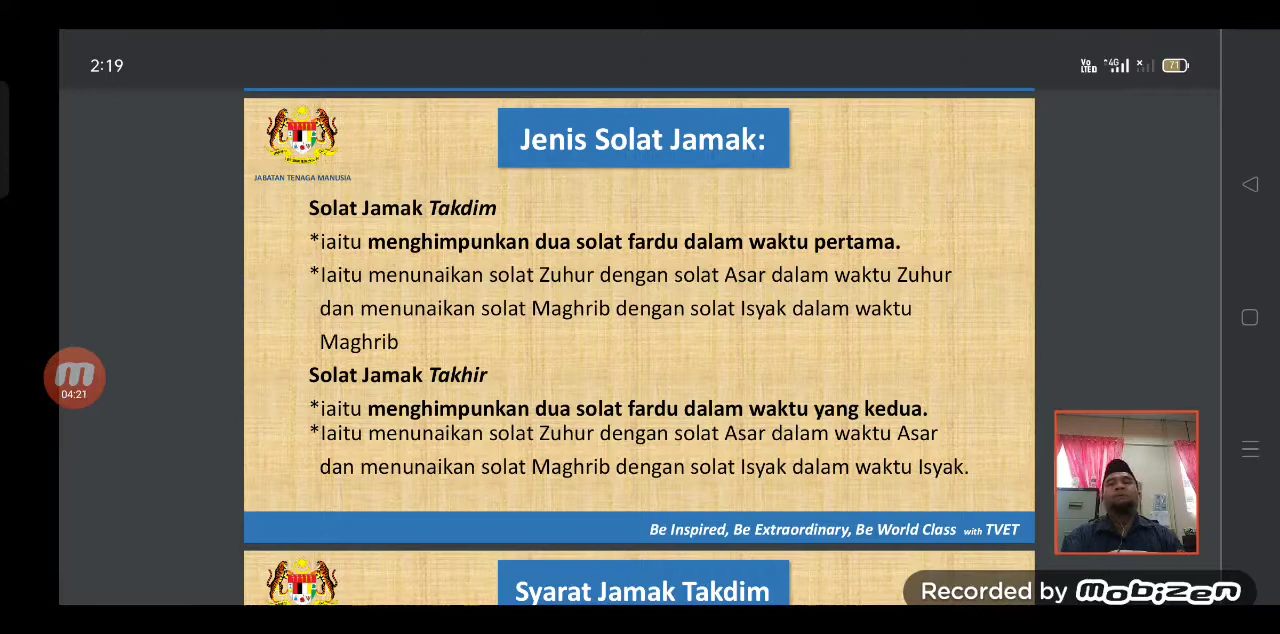 2:19
Vo
LTED
4G
71
Jenis Solat Jamak:
JABATAN TENAGA MANUSIA
Solat Jamak Takdim
*iaitu menghimpunkan dua solat fardu dalam waktu pertama.
*Iaitu menunaikan solat Zuhur dengan solat Asar dalam waktu Zuhur
dan menunaikan solat Maghrib dengan solat Isyak dalam waktu
Maghrib
Solat Jamak Takhir
*iaitu menghimpunkan dua solat fardu dalam waktu yang kedua.
*Iaitu menunaikan solat Zuhur dengan solat Asar dalam waktu Asar
dan menunaikan solat Maghrib dengan solat Isyak dalam waktu Isyak.
04:21
Be Inspired, Be Extraordinary, Be World Class with TVET
Syarat Jamak Takdim
Recorded by mobizen